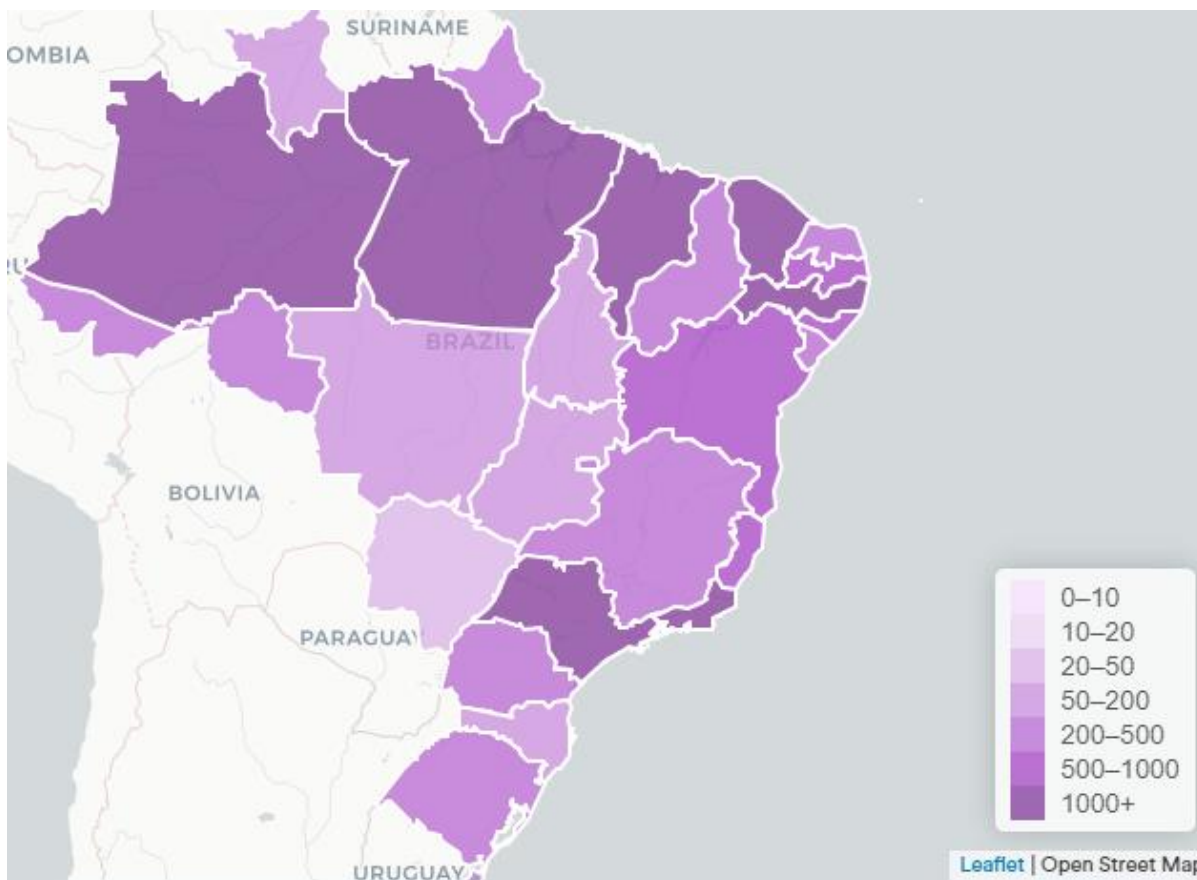 SURINAME
OMBIA
RU
BRAZIL
BOLIVIA
PARAGUAY
URUGUAY
0–10
10–20
20–50
50–200
200–500
500–1000
1000+
Leaflet | Open Street Map